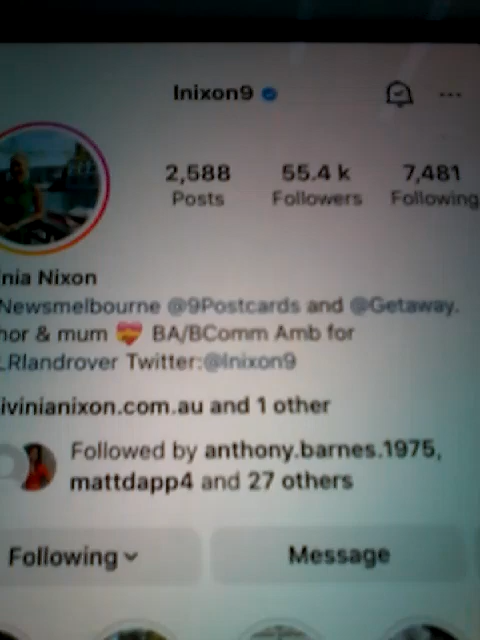 lnixon9
2,588 55.4 k 7,481
Posts Followers Following
nia Nixon
Newsmelbourne @9Postcards and @Getaway.
hor & mum 💝 BA/BComm Amb for
LRlandrover Twitter:@lnixon9
ivinianixon.com.au and 1 other
Followed by anthony.barnes.1975,
mattdapp4 and 27 others
Following Message